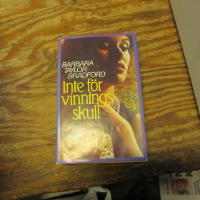 BARBARA
TAYLOR
BRADFORD
Inte för
vinnings
skull